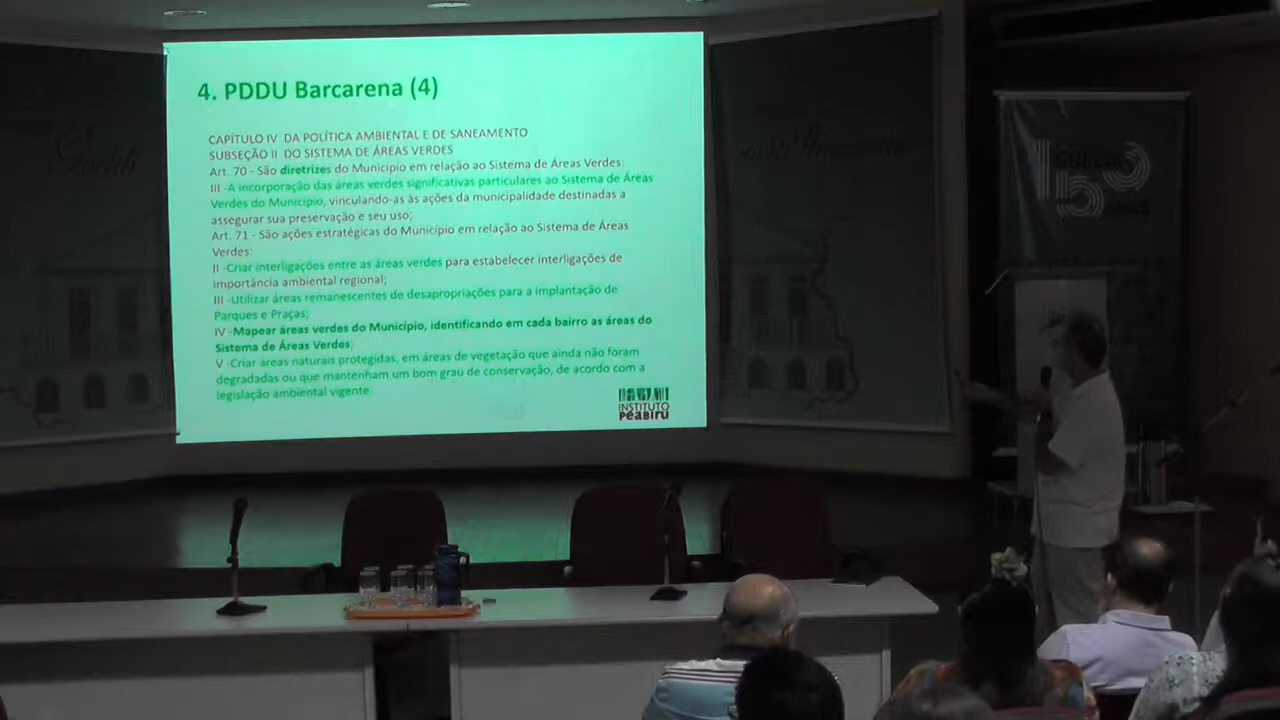 4. PDDU Barcarena (4)
CAPÍTULO IV DA POLÍTICA AMBIENTAL E DE SANEAMENTO
SUBSEÇÃO II DO SISTEMA DE ÁREAS VERDES
Art. 70 - São diretrizes do Município em relação ao Sistema de Áreas Verdes:
III -A incorporação das áreas verdes significativas particulares ao Sistema de Áreas
Verdes do Município, vinculando-as às ações da municipalidade destinadas a
assegurar sua preservação e seu uso;
Art. 71 - São ações estratégicas do Município em relação ao Sistema de Áreas
Verdes:
II -Criar interligações entre as áreas verdes para estabelecer interligações de
importância ambiental regional;
III -Utilizar áreas remanescentes de desapropriações para a implantação de
Parques e Praças;
IV -Mapear áreas verdes do Município, identificando em cada bairro as áreas do
Sistema de Áreas Verdes;
V -Criar áreas naturais protegidas, em áreas de vegetação que ainda não foram
degradadas ou que mantenham um bom grau de conservação, de acordo com a
legislação ambiental vigente.
INSTITUTO
PEABIRU